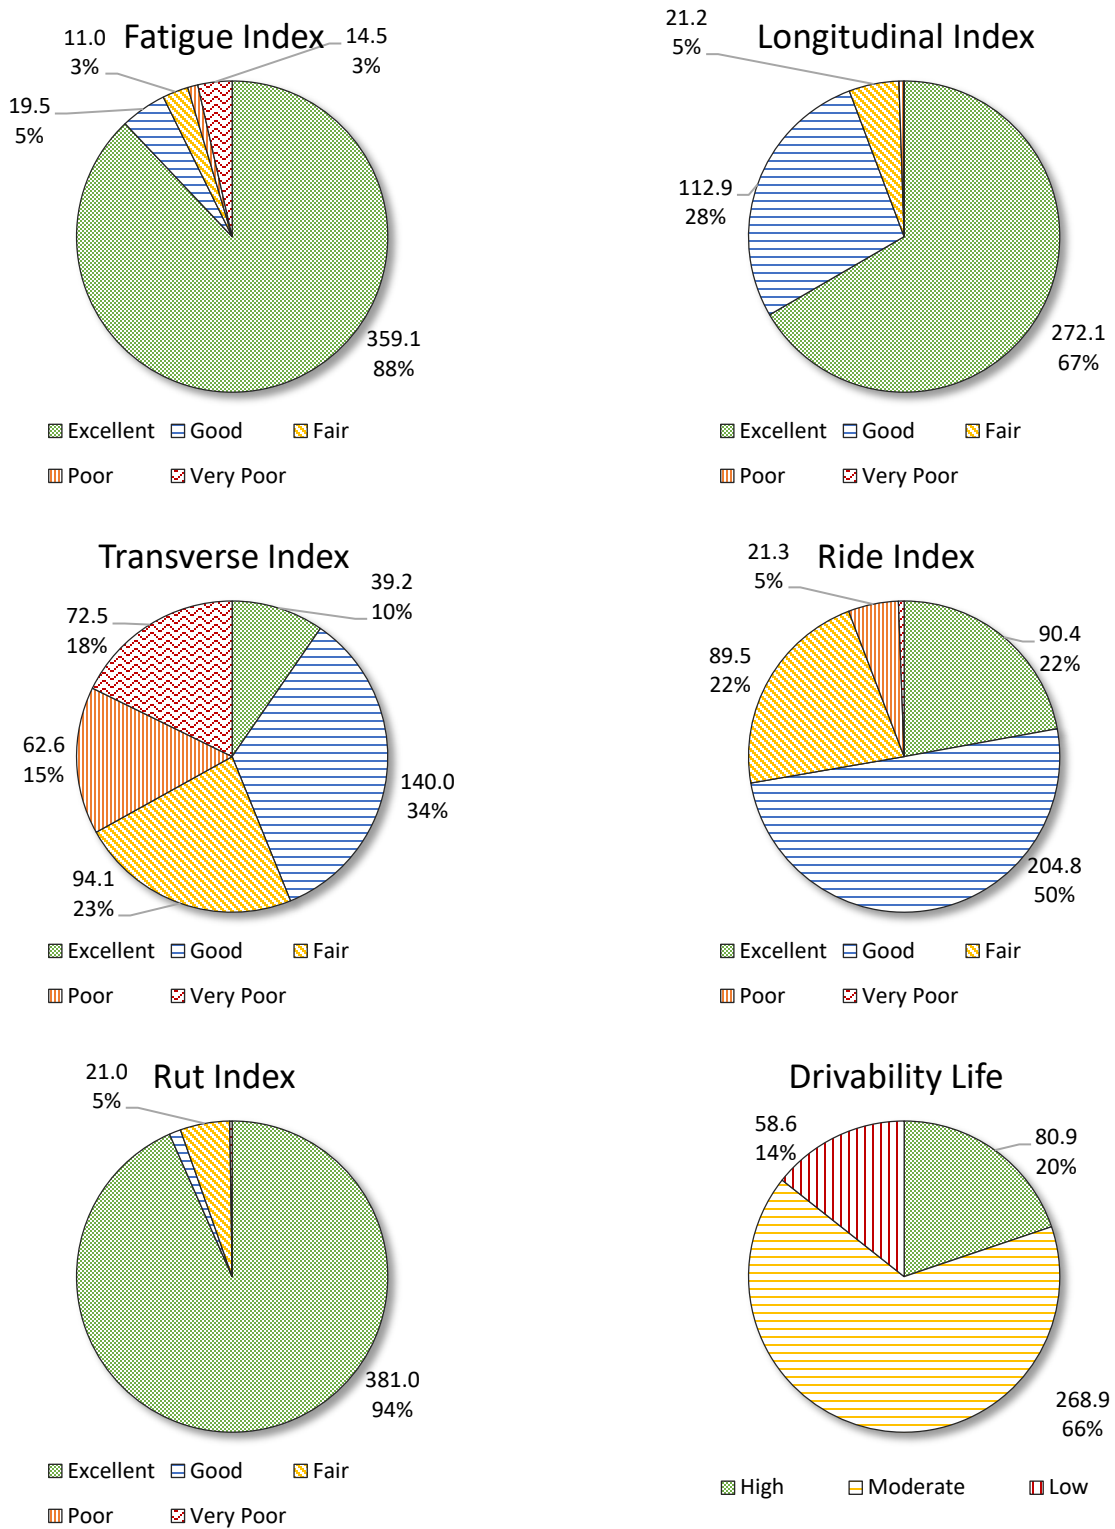 Fatigue Index
11.0
3%
14.5
3%
19.5
5%
359.1
88%
Excellent Good Fair
Poor Very Poor
Longitudinal Index
21.2
5%
112.9
28%
272.1
67%
Excellent Good Fair
Poor Very Poor
Transverse Index
39.2
10%
72.5
18%
62.6
15%
140.0
34%
94.1
23%
Excellent Good Fair
Poor Very Poor
Ride Index
21.3
5%
90.4
22%
89.5
22%
204.8
50%
Excellent Good Fair
Poor Very Poor
Rut Index
21.0
5%
381.0
94%
Excellent Good Fair
Poor Very Poor
Drivability Life
58.6
14%
80.9
20%
268.9
66%
High Moderate Low